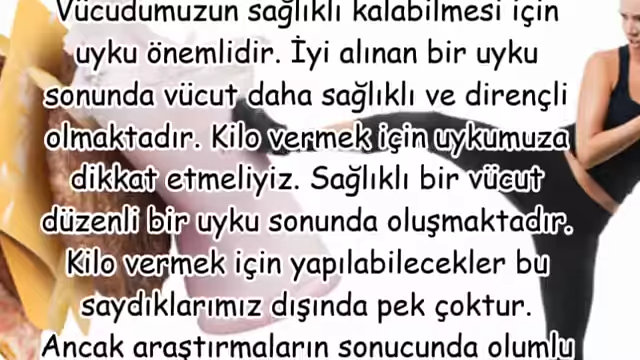 Vücudumuzun sağlıklı kalabilmesi için
uyku önemlidir. İyi alınan bir uyku
sonunda vücut daha sağlıklı ve dirençli
olmaktadır. Kilo vermek için uykumuza
dikkat etmeliyiz. Sağlıklı bir vücut
düzenli bir uyku sonunda oluşmaktadır.
Kilo vermek için yapılabilecekler bu
saydıklarımız dışında pek çoktur.
Ancak araştırmaların sonucunda olumlu